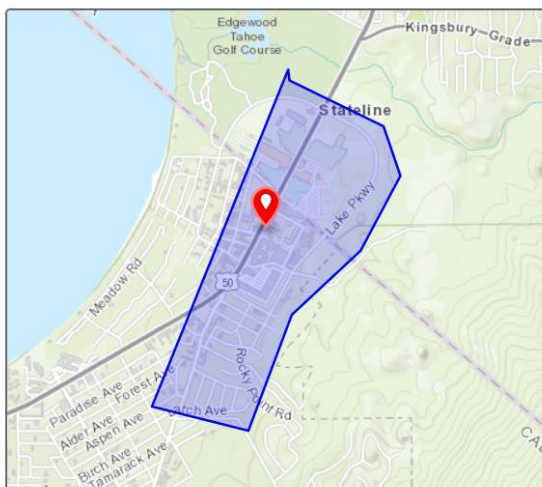 Edgewood
Tahoe
Golf Course
Kingsbury Grade
Stateline
Lake Pkwy
Meadow Rd
50
Rocky Point Rd
Forest Ave
Paradise Ave
Larch Ave
Alder Ave
Aspen Ave
Birch Ave
Tamarack Ave